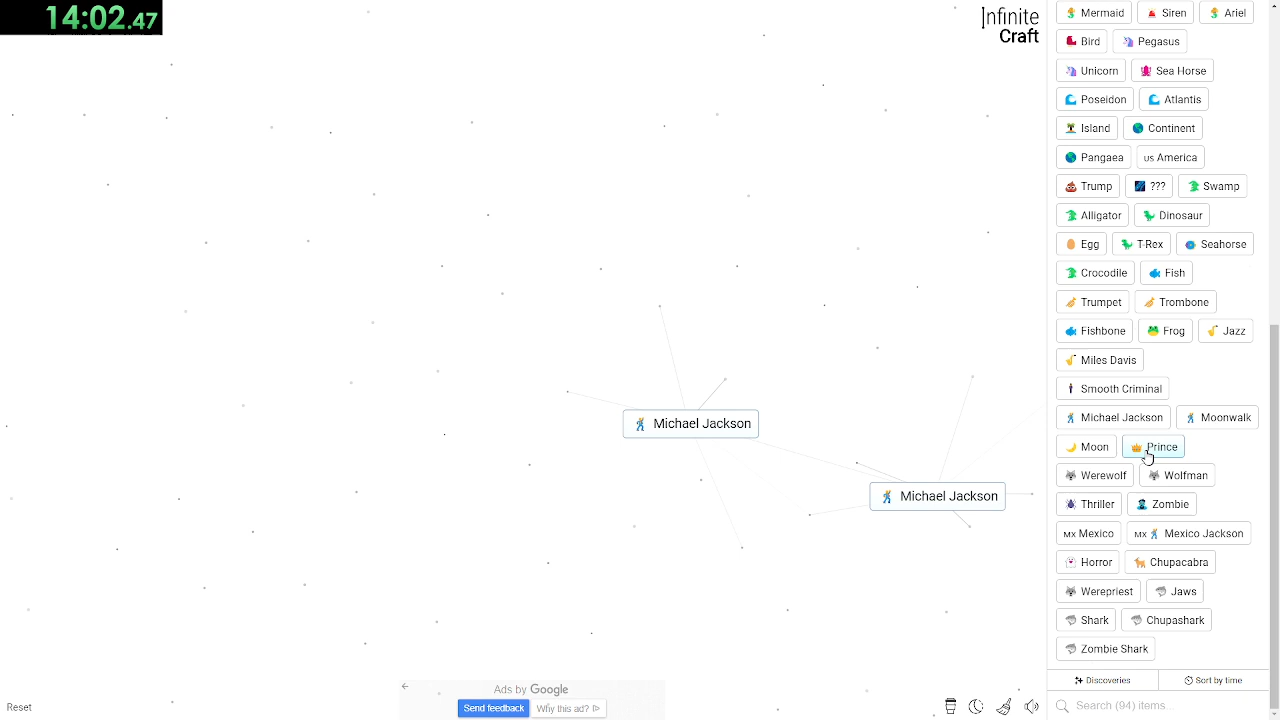 14:02.47
Infinite
Craft
Mermaid Siren Ariel
Bird Pegasus
Unicorn Sea Horse
Poseidon Atlantis
Island Continent
Pangaea us America
Trump ??? Swamp
Alligator Dinosaur
Egg T-Rex Seahorse
Crocodile Fish
Trumpet Trombone
Fishbone Frog Jazz
Miles Davis
Smooth Criminal
Michael Jackson Moonwalk
Michael Jackson
Moon Prince
Werewolf Wolfman
Michael Jackson
Thriller Zombie
MX Mexico MX Mexico Jackson
Horror Chupacabra
Jaws
Shark Chupashark
Zombie Shark
Discoveries Sort by time
Ads by Google
Send feedback Why this ad?
Reset
Search (94) items...